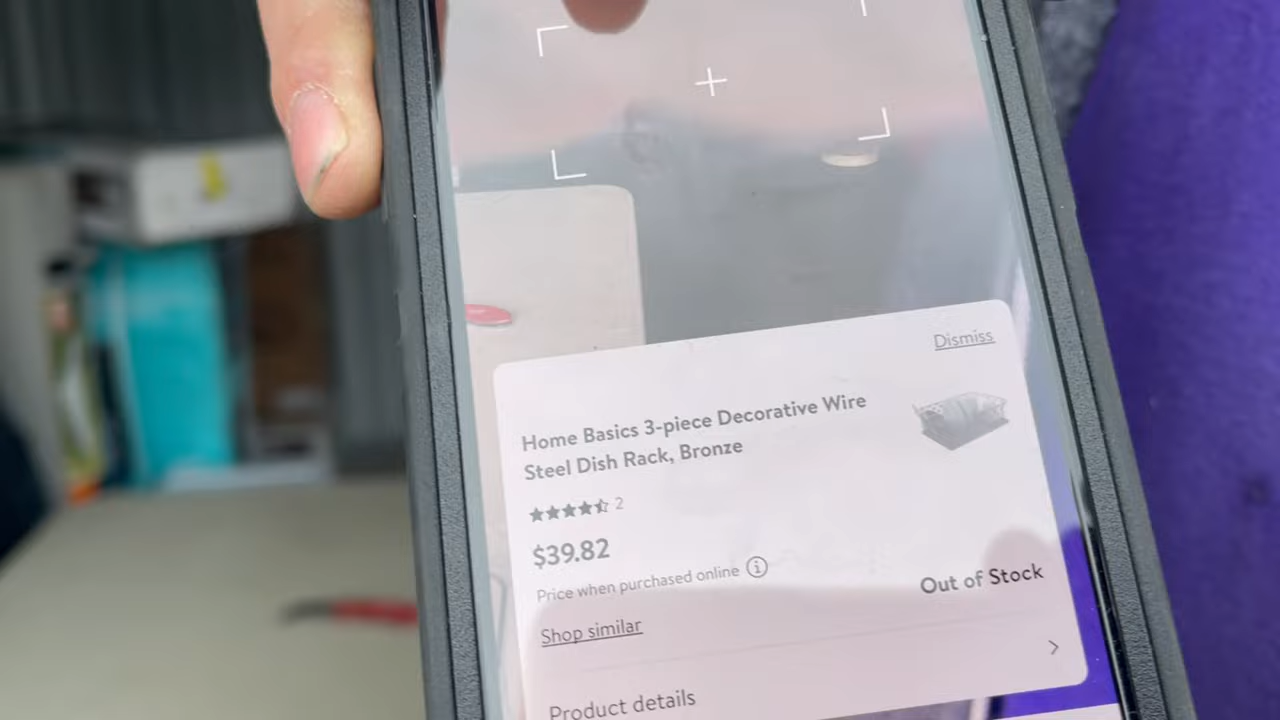 Dismiss
Home Basics 3-piece Decorative Wire
Steel Dish Rack, Bronze
2
$39.82
Price when purchased online
Out of Stock
Shop similar
Product details